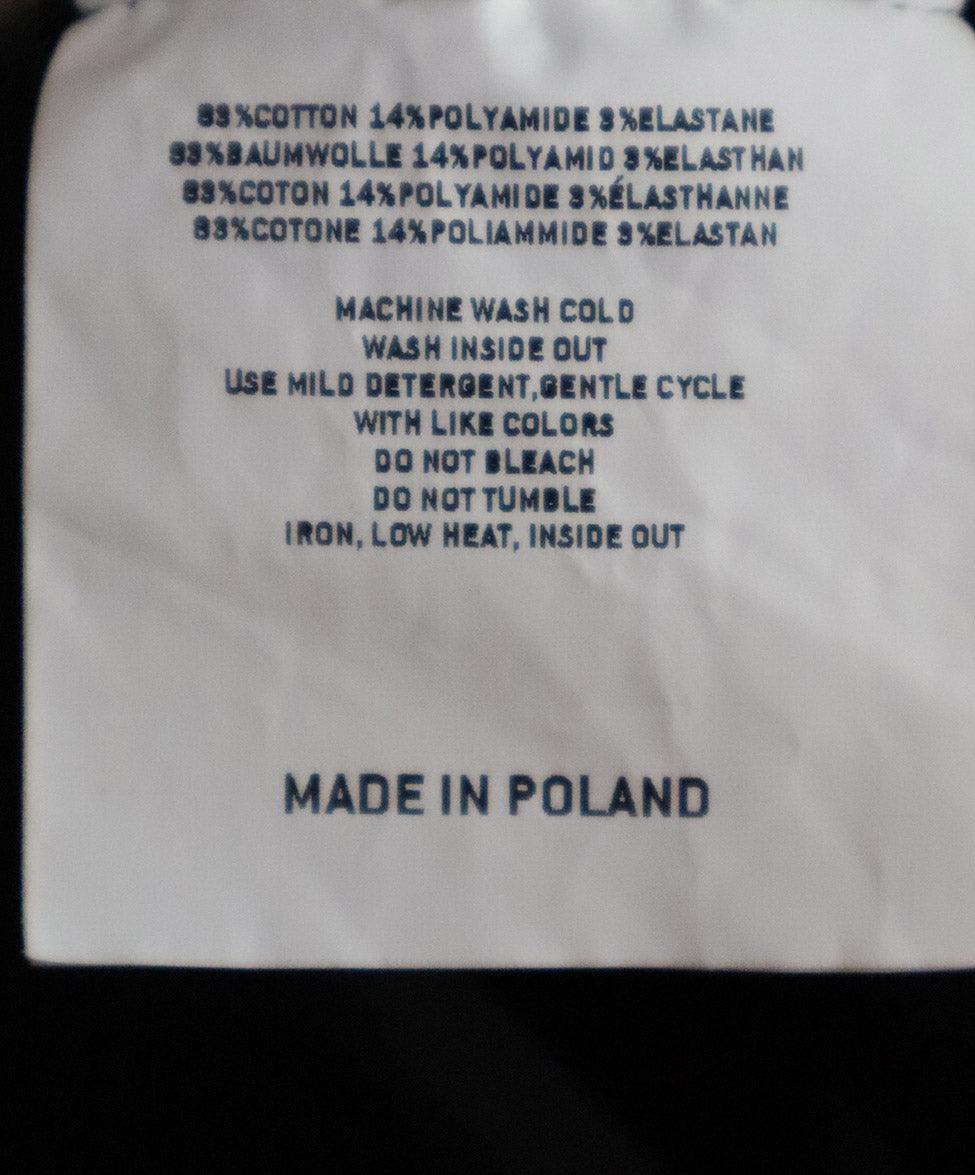 83%COTTON 14%POLYAMIDE 3%ELASTANE
83%BAUMWOLLE 14%POLYAMID 3%ELASTHAN
83%COTON 14%POLYAMIDE 3%ÉLASTHANNE
83%COTONE 14%POLIAMMIDE 3%ELASTAN
MACHINE WASH COLD
WASH INSIDE OUT
USE MILD DETERGENT,GENTLE CYCLE
WITH LIKE COLORS
DO NOT BLEACH
DO NOT TUMBLE
IRON, LOW HEAT, INSIDE OUT
MADE IN POLAND